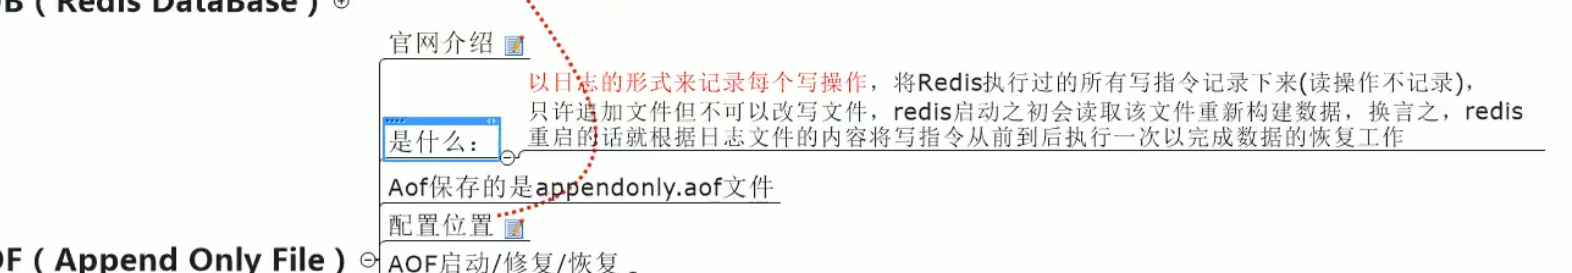 B ( Redis DataBase )
官网介绍
以日志的形式来记录每个写操作，将Redis执行过的所有写指令记录下来(读操作不记录)，
只许追加文件但不可以改写文件，redis启动之初会读取该文件重新构建数据，换言之，redis
重启的话就根据日志文件的内容将写指令从前到后执行一次以完成数据的恢复工作
是什么：
Aof保存的是appendonly.aof文件
配置位置
OF ( Append Only File )
AOF启动/修复/恢复